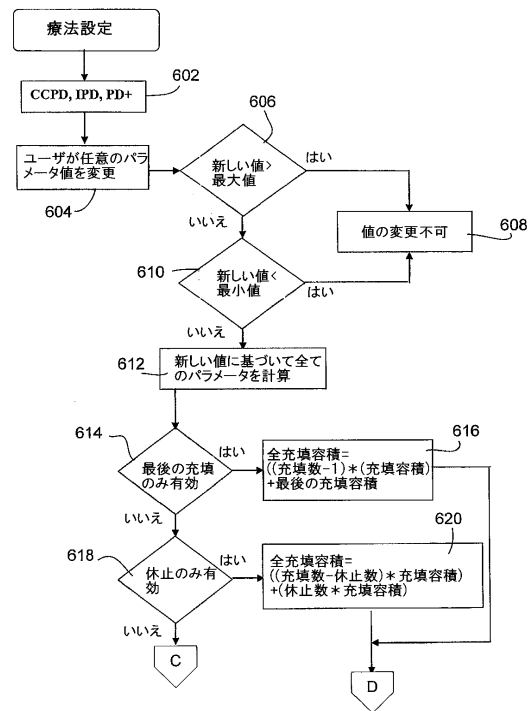 療法設定
602
CCPD, IPD, PD+
606
ユーザが任意のパラ
メータ値を変更
604
新しい値>
最大値
はい
いいえ
値の変更不可
608
610
新しい値<
最小値
はい
いいえ
612
新しい値に基づいて全て
のパラメータを計算
614
最後の充填
のみ有効
はい
いいえ
616
全充填容積=
((充填数-1)*(充填容積)
+最後の充填容積
618
休止のみ有
効
はい
いいえ
620
全充填容積=
((充填数-休止数)*充填容積)
+(休止数*充填容積)
C
D